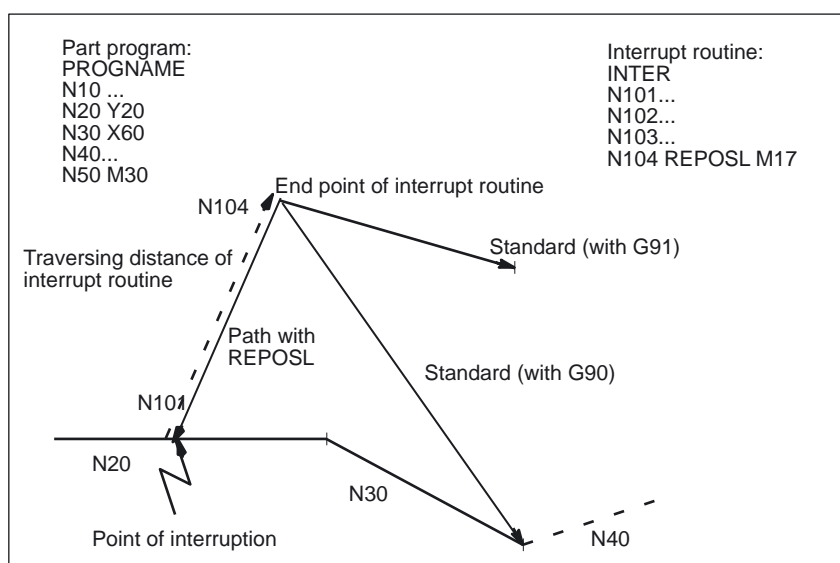 Part program:
PROGNAME
N10 ...
N20 Y20
N30 X60
N40...
N50 M30
Interrupt routine:
INTER
N101...
N102...
N103...
N104 REPOSL M17
End point of interrupt routine
N104
Traversing distance of
interrupt routine
Standard (with G91)
Path with
REPOSL
Standard (with G90)
N101
N20
N30
Point of interruption
N40